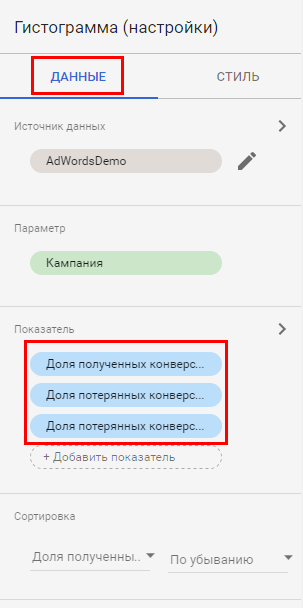 Гистограмма (настройки)
ДАННЫЕ СТИЛЬ
Источник данных
AdWordsDemo
Параметр
Кампания
Показатель
Доля полученных конверс...
Доля потерянных конверс...
Доля потерянных конверс...
+ Добавить показатель
Сортировка
Доля полученны.. По убыванию